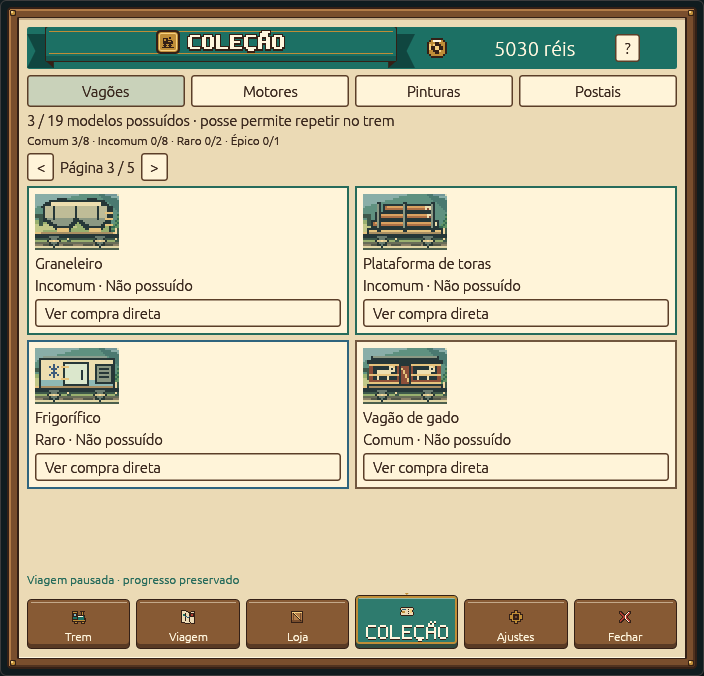 COLEÇÃO
5030 réis
?
Vagões
Motores
Pinturas
Postais
3 / 19 modelos possuídos · posse permite repetir no trem
Comum 3/8 · Incomum 0/8 · Raro 0/2 · Épico 0/1
< Página 3 / 5 >
Graneleiro
Incomum · Não possuído
Ver compra direta
Plataforma de toras
Incomum · Não possuído
Ver compra direta
Frigorífico
Raro · Não possuído
Ver compra direta
Vagão de gado
Comum · Não possuído
Ver compra direta
Viagem pausada · progresso preservado
Trem
Viagem
Loja
COLEÇÃO
Ajustes
Fechar